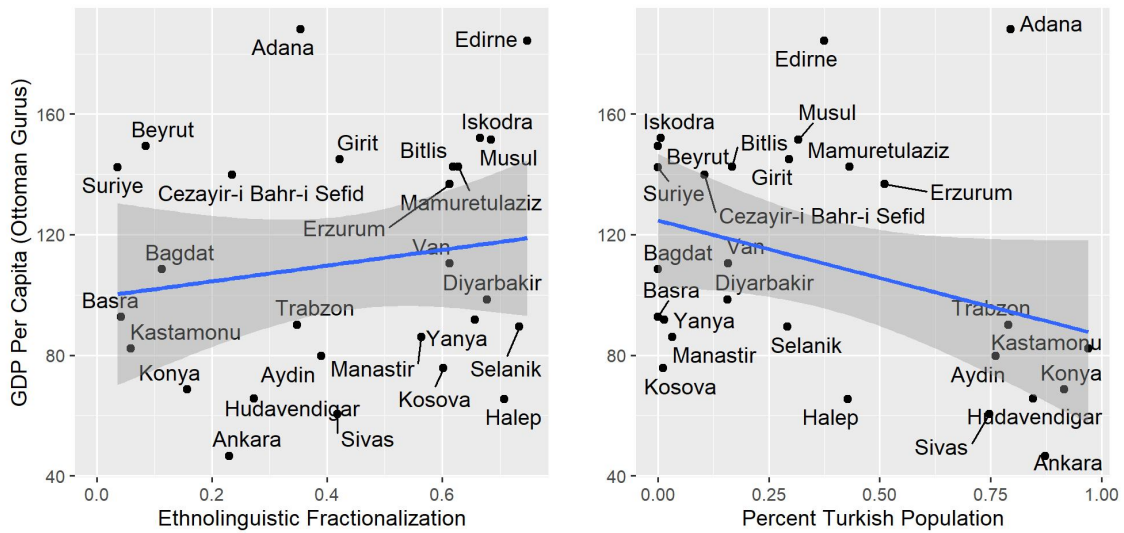 GDP Per Capita (Ottoman Gurus)
160
120
80
40
Adana
Edirne
Beyrut
Iskodra
Girit
Bitlis
Musul
Suriye
Cezayir-i Bahr-i Sefid
Mamuretulaziz
Erzurum
Van
Bagdat
Diyarbakir
Basra
Trabzon
Kastamonu
Yanya
Manastir
Selanik
Konya
Aydin
Kosova
Hudavendigar
Halep
Ankara
Sivas
0.0
0.2
0.4
0.6
Ethnolinguistic Fractionalization
160
120
80
40
Adana
Edirne
Musul
Iskodra
Bitlis
Mamuretulaziz
Beyrut
Girit
Suriye
Erzurum
Cezayir-i Bahr-i Sefid
Van
Bagdat
Diyarbakir
Basra
Trabzon
Yanya
Kastamonu
Manastir
Selanik
Aydin
Konya
Kosova
Halep
Hudavendigar
Sivas
Ankara
0.00
0.25
0.50
0.75
1.00
Percent Turkish Population